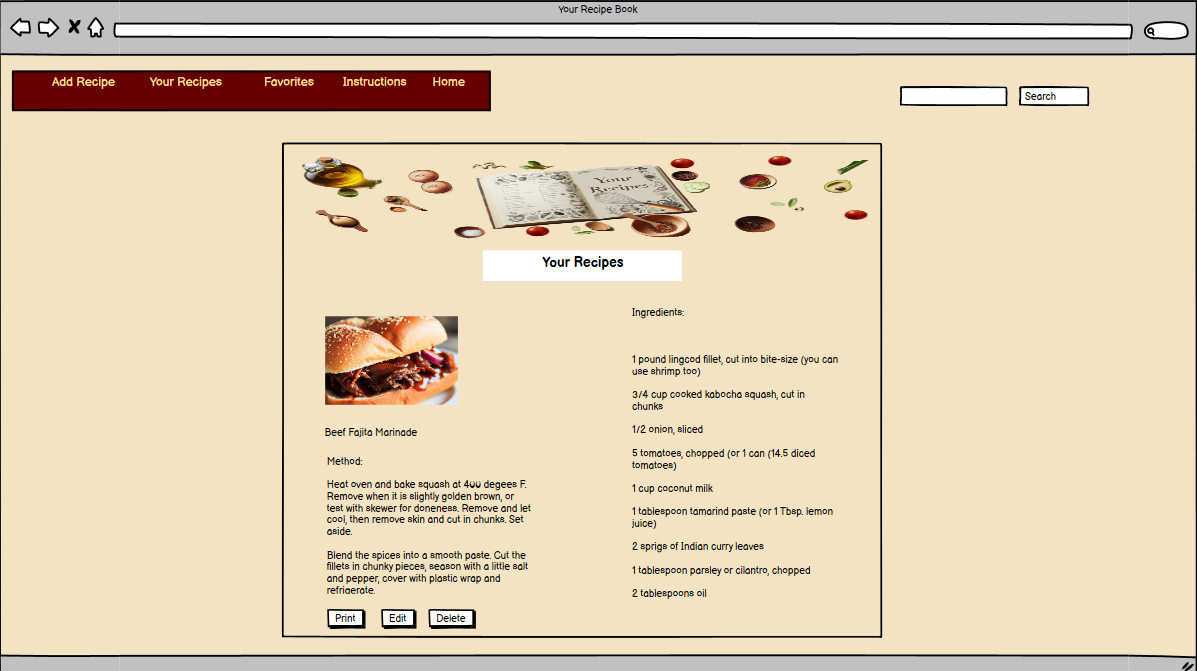 Your Recipe Book
Add Recipe Your Recipes Favorites Instructions Home
Search
Your
Recipes
Your Recipes
Beef Fajita Marinade
Method:
Heat oven and bake squash at 400 degees F.
Remove when it is slightly golden brown, or
test with skewer for doneness. Remove and let
cool, then remove skin and cut in chunks. Set
aside.
Blend the spices into a smooth paste. Cut the
fillets in chunky pieces, season with a little salt
and pepper, cover with plastic wrap and
refrigerate.
Print Edit Delete
Ingredients:
1 pound lingcod fillet, cut into bite-size (you can
use shrimp too)
3/4 cup cooked kabocha squash, cut in
chunks
1/2 onion, sliced
5 tomatoes, chopped (or 1 can (14.5 diced
tomatoes)
1 cup coconut milk
1 tablespoon tamarind paste (or 1 Tbsp. lemon
juice)
2 sprigs of Indian curry leaves
1 tablespoon parsley or cilantro, chopped
2 tablespoons oil